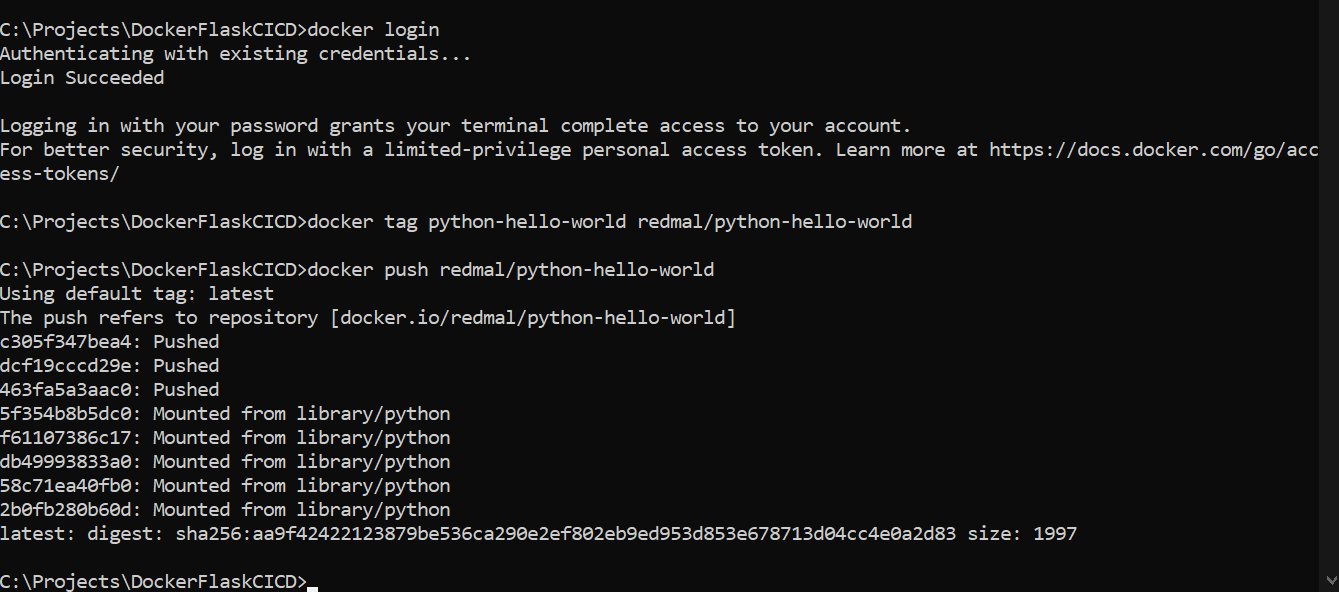 C:\Projects\DockerFlaskCICD>docker login
Authenticating with existing credentials...
Login Succeeded
Logging in with your password grants your terminal complete access to your account.
For better security, log in with a limited-privilege personal access token. Learn more at https://docs.docker.com/go/acc
ess-tokens/
C:\Projects\DockerFlaskCICD>docker tag python-hello-world redmal/python-hello-world
C:\Projects\DockerFlaskCICD>docker push redmal/python-hello-world
Using default tag: latest
The push refers to repository [docker.io/redmal/python-hello-world]
c305f347bea4: Pushed
dcf19cccd29e: Pushed
463fa5a3aac0: Pushed
5f354b8b5dc0: Mounted from library/python
f61107386c17: Mounted from library/python
db49993833a0: Mounted from library/python
58c71ea40fb0: Mounted from library/python
2b0fb280b60d: Mounted from library/python
latest: digest: sha256:aa9f42422123879be536ca290e2ef802eb9ed953d853e678713d04cc4e0a2d83 size: 1997
C:\Projects\DockerFlaskCICD>